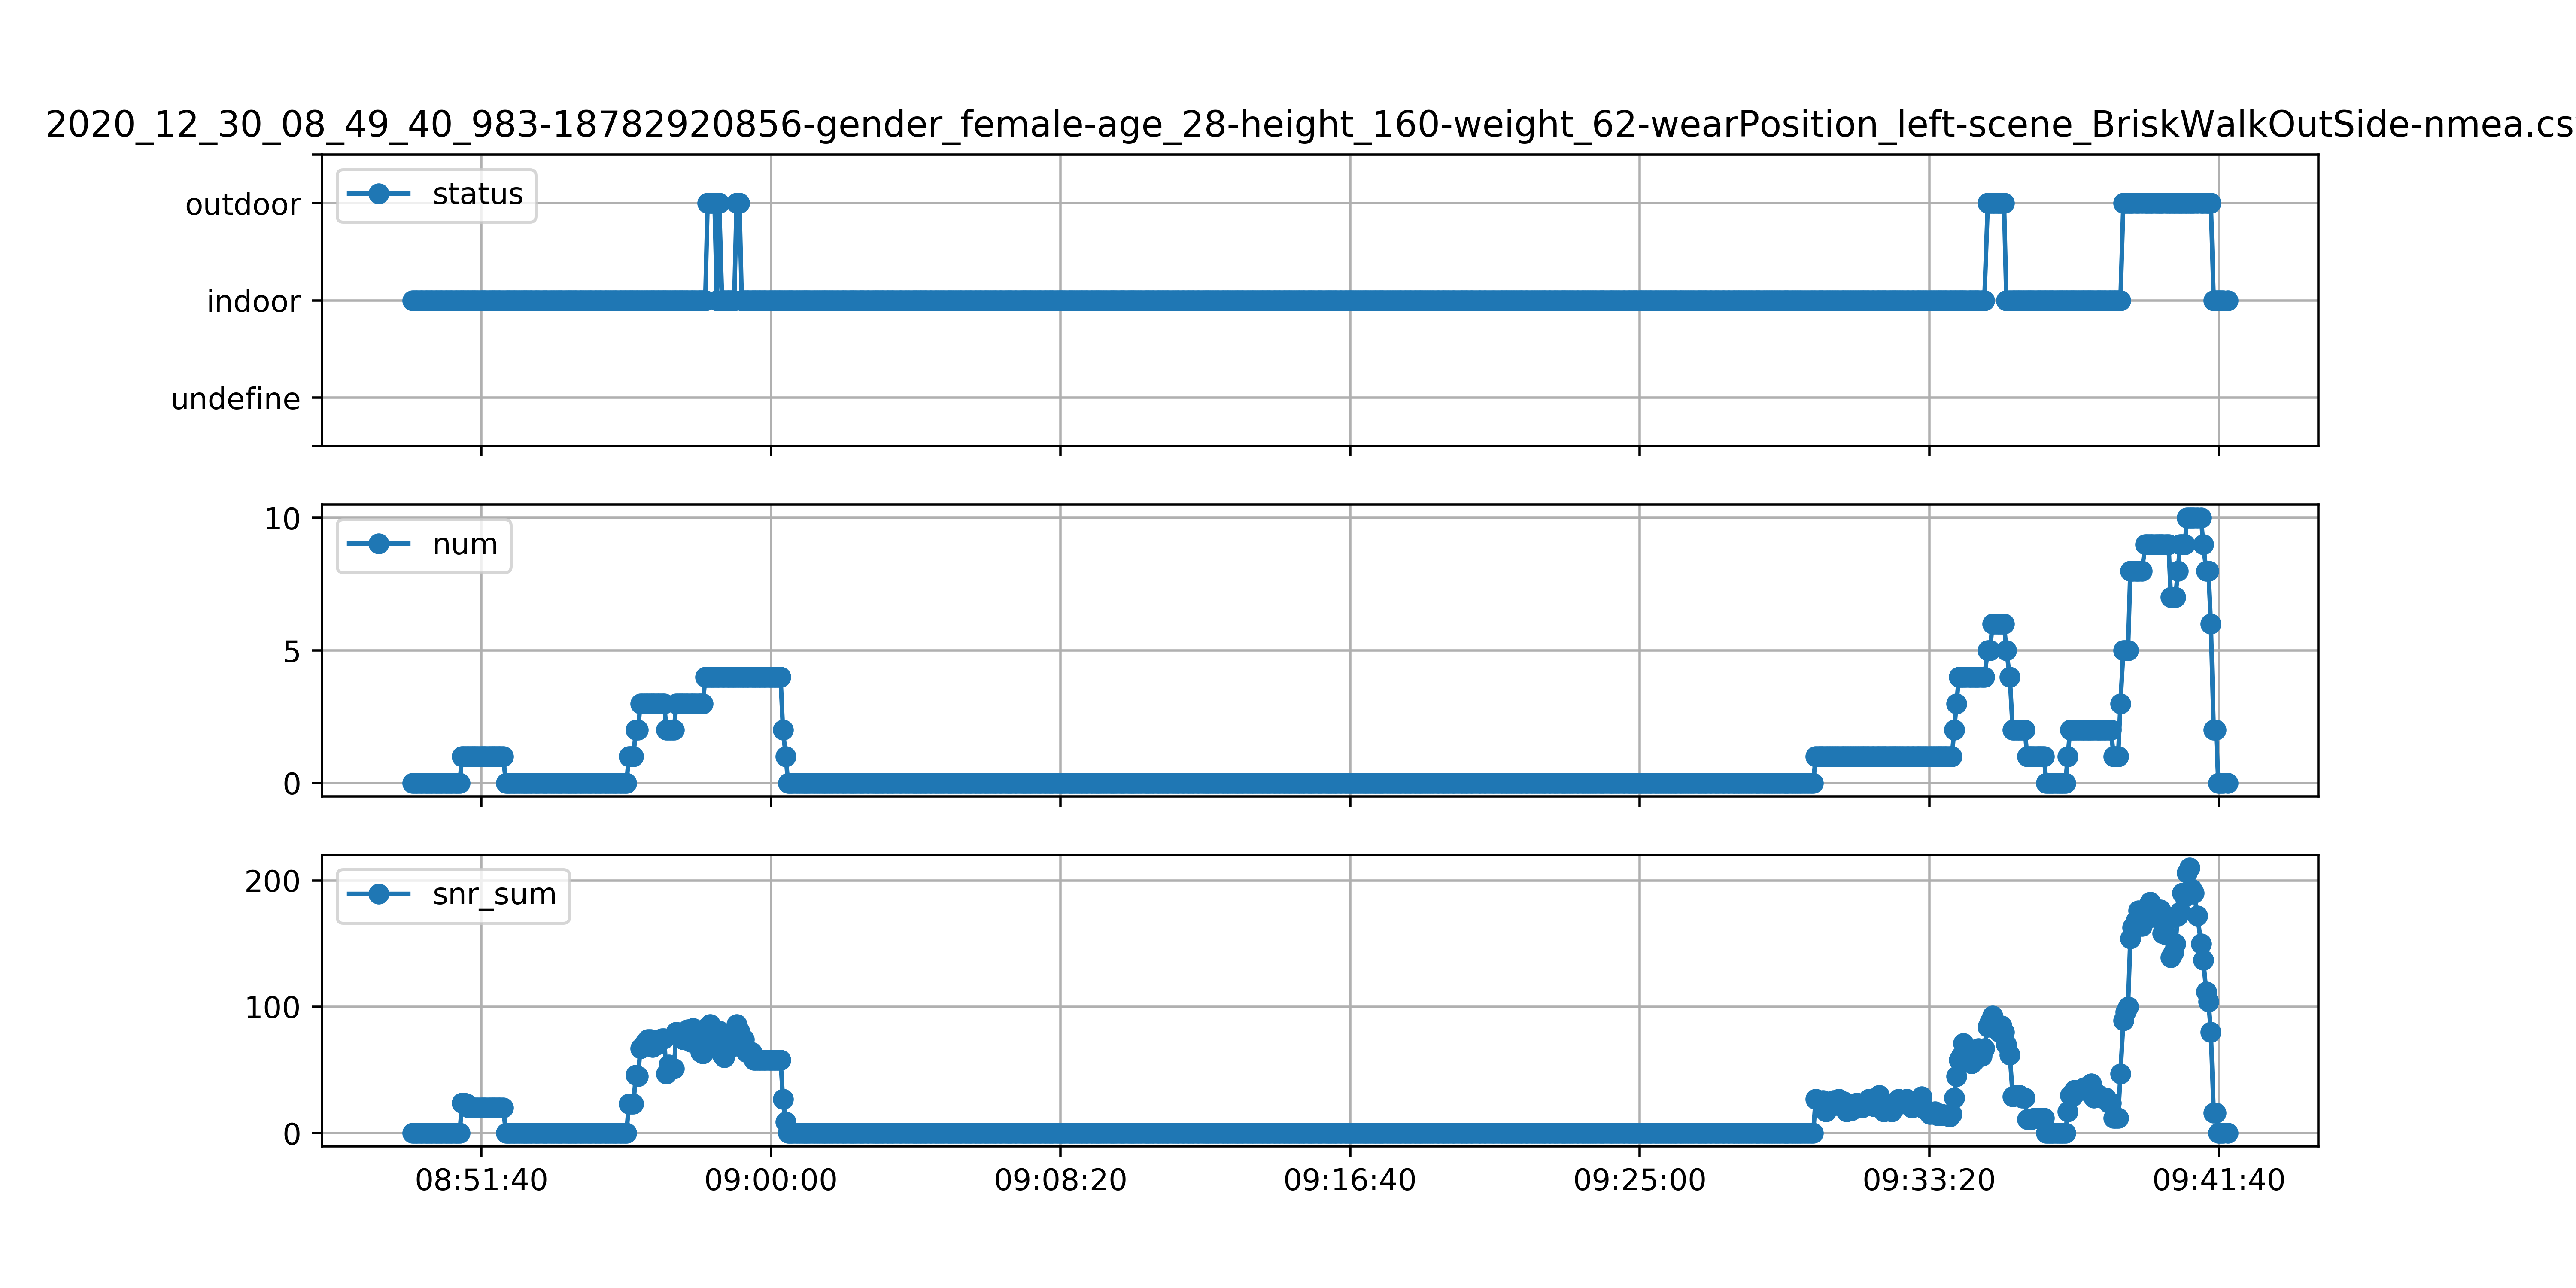 2020_12_30_08_49_40_983-18782920856-gender_female-age_28-height_160-weight_62-wearPosition_left-scene_BriskWalkOutSide-nmea.cs
status
outdoor
indoor
undefine
num
10
5
0
snr_sum
200
100
0
08:51:40 09:00:00 09:08:20 09:16:40 09:25:00 09:33:20 09:41:40